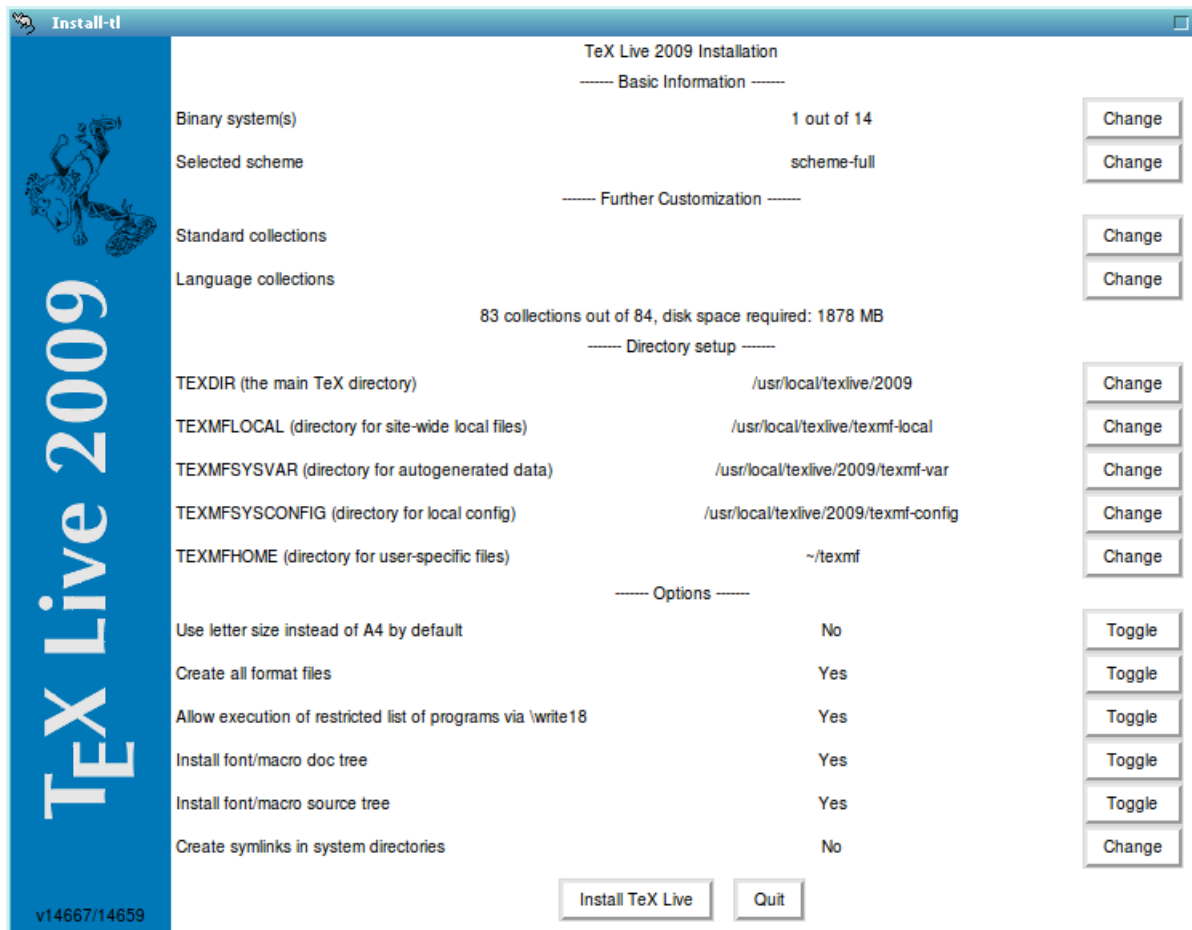 Install-tl
TeX Live 2009 Installation
------- Basic Information -------
Binary system(s) 1 out of 14 Change
Selected scheme scheme-full Change
------- Further Customization -------
Standard collections Change
Language collections Change
83 collections out of 84, disk space required: 1878 MB
------- Directory setup -------
TEXDIR (the main TeX directory) /usr/local/texlive/2009 Change
TEXMFLOCAL (directory for site-wide local files) /usr/local/texlive/texmf-local Change
TEXMFSYSVAR (directory for autogenerated data) /usr/local/texlive/2009/texmf-var Change
TEXMFSYSCONFIG (directory for local config) /usr/local/texlive/2009/texmf-config Change
TEXMFHOME (directory for user-specific files) ~/texmf Change
------- Options -------
Use letter size instead of A4 by default No Toggle
Create all format files Yes Toggle
Allow execution of restricted list of programs via \write18 Yes Toggle
Install font/macro doc tree Yes Toggle
Install font/macro source tree Yes Toggle
Create symlinks in system directories No Change
Install TeX Live Quit
TEX Live 2009
v14667/14659